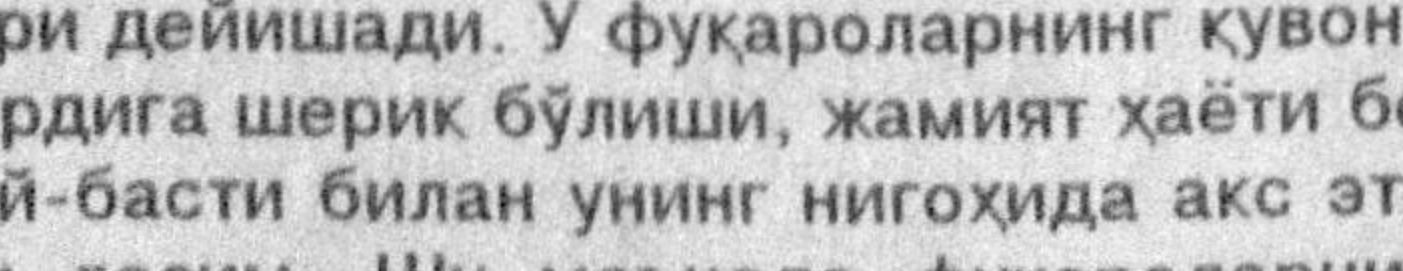 ри дейишади. У фуқароларнинг қувон
рдига шерик бўлиши, жамият ҳаёти б
й-басти билан унинг нигоҳида акс эт